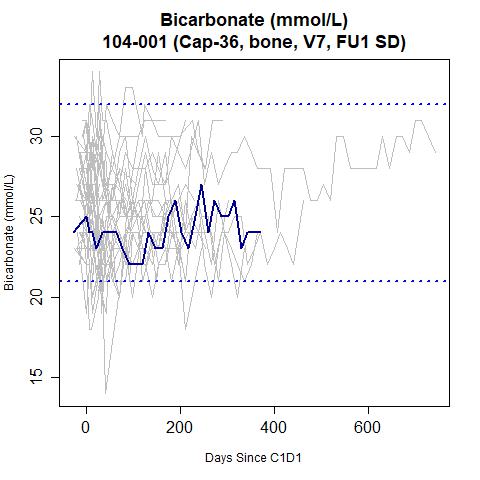 Bicarbonate (mmol/L)
104-001 (Cap-36, bone, V7, FU1 SD)
Bicarbonate (mmol/L)
30
25
20
15
0 200 400 600
Days Since C1D1